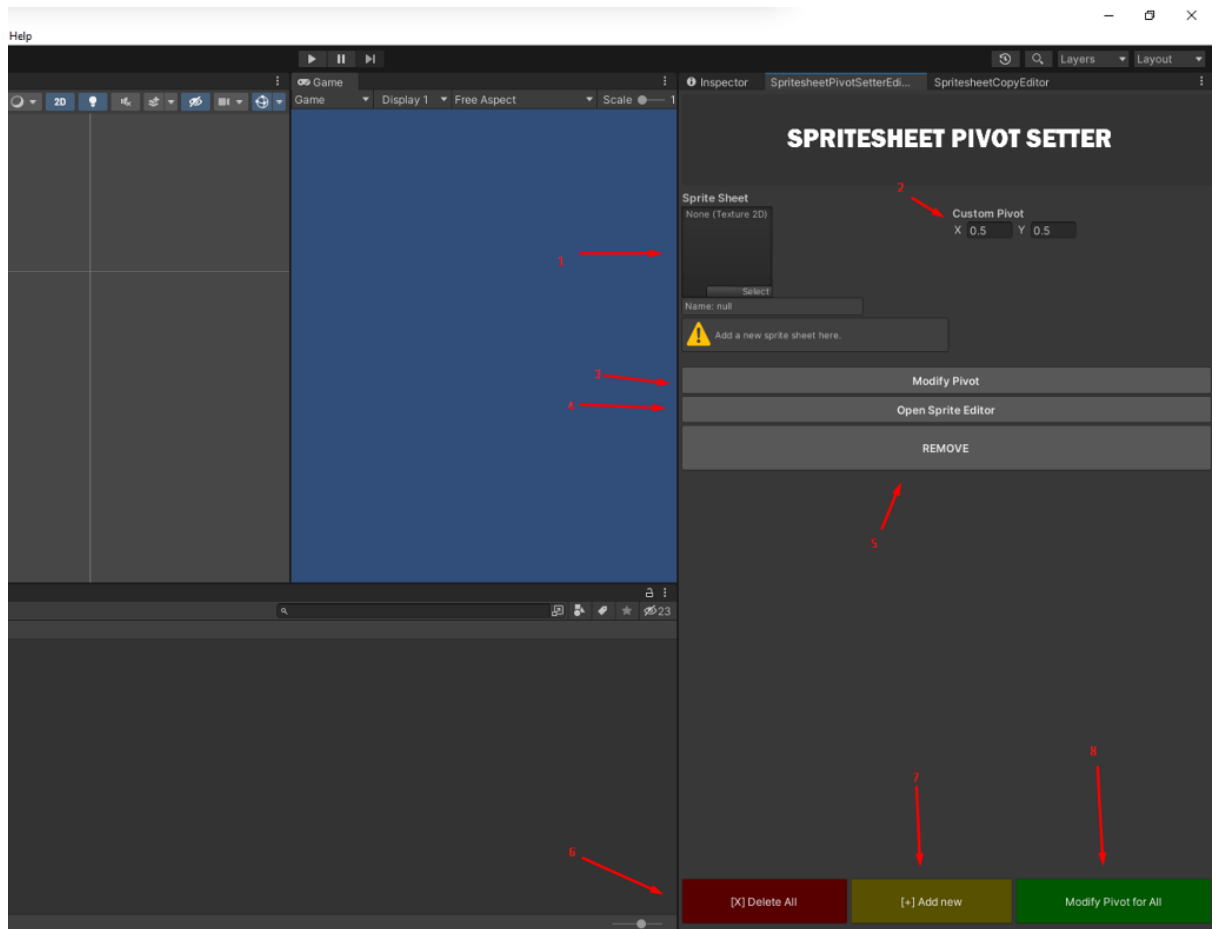 Help
Layers Layout
Game
Inspector SpritesheetPivotSetterEdi... SpritesheetCopyEditor
2D
Game Display 1 Free Aspect Scale 1
SPRITESHEET PIVOT SETTER
2
Sprite Sheet
None (Texture 2D)
Custom Pivot
X 0.5 Y 0.5
1
Select
Name: null
Add a new sprite sheet here.
3
Modify Pivot
4
Open Sprite Editor
REMOVE
5
23
7
8
6
[X] Delete All
[+] Add new
Modify Pivot for All